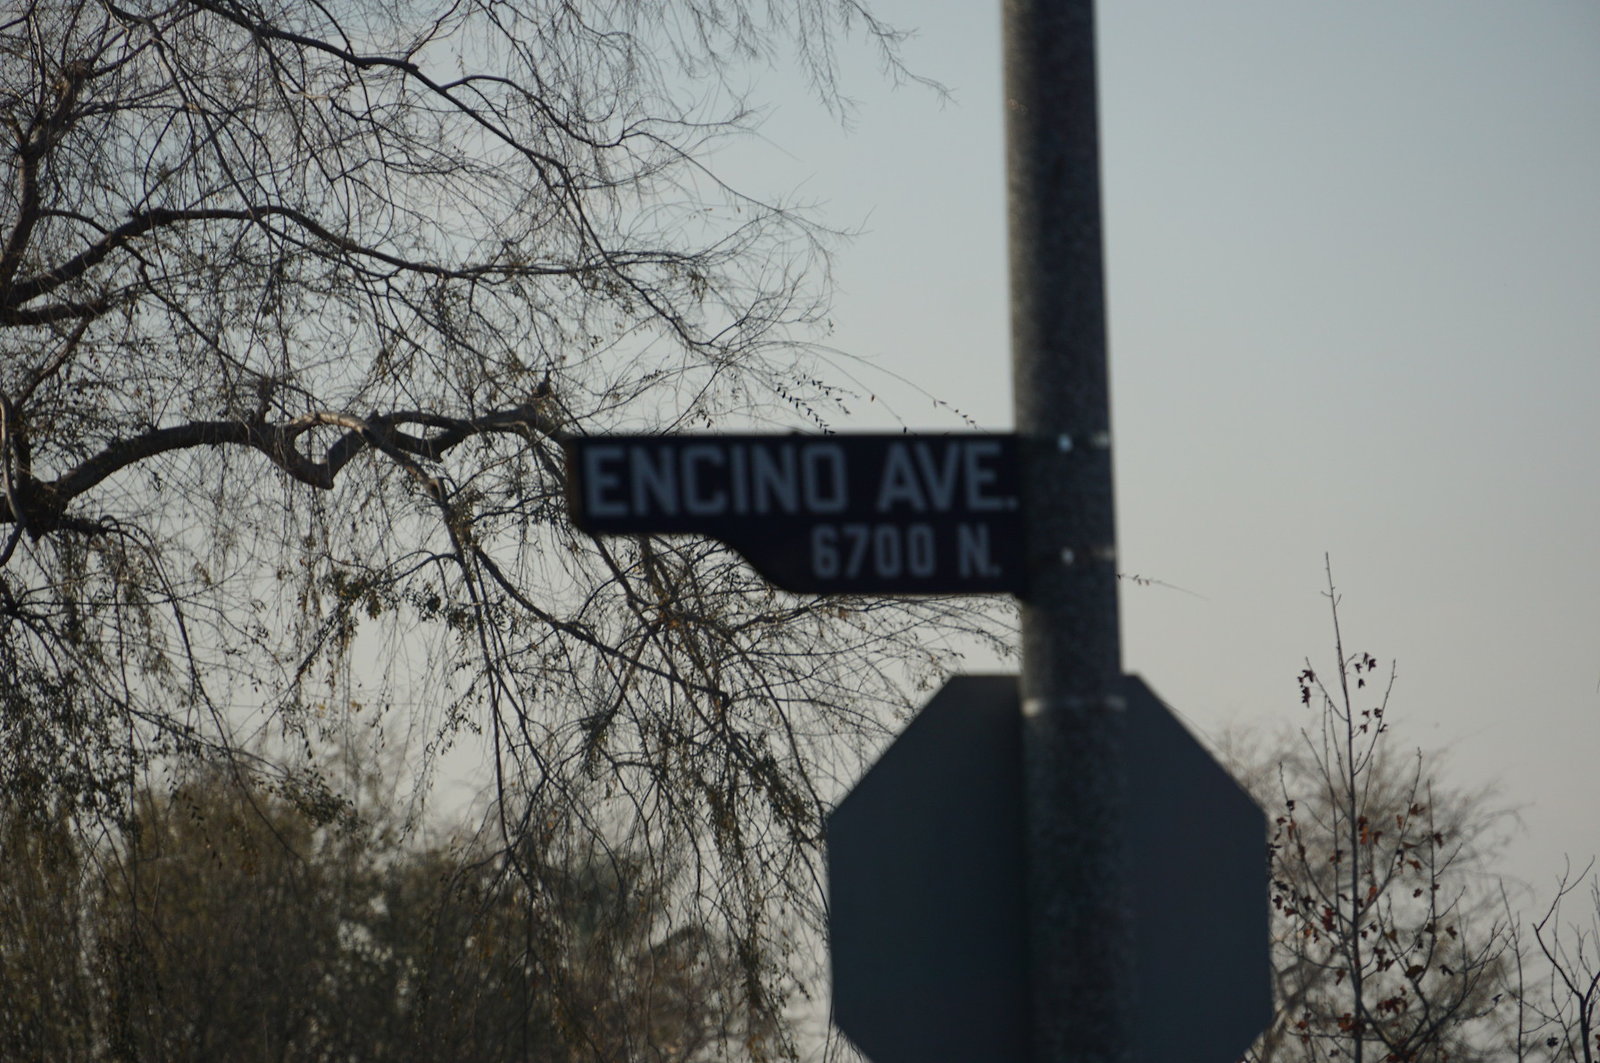 ENCINO AVE.
6700 N.